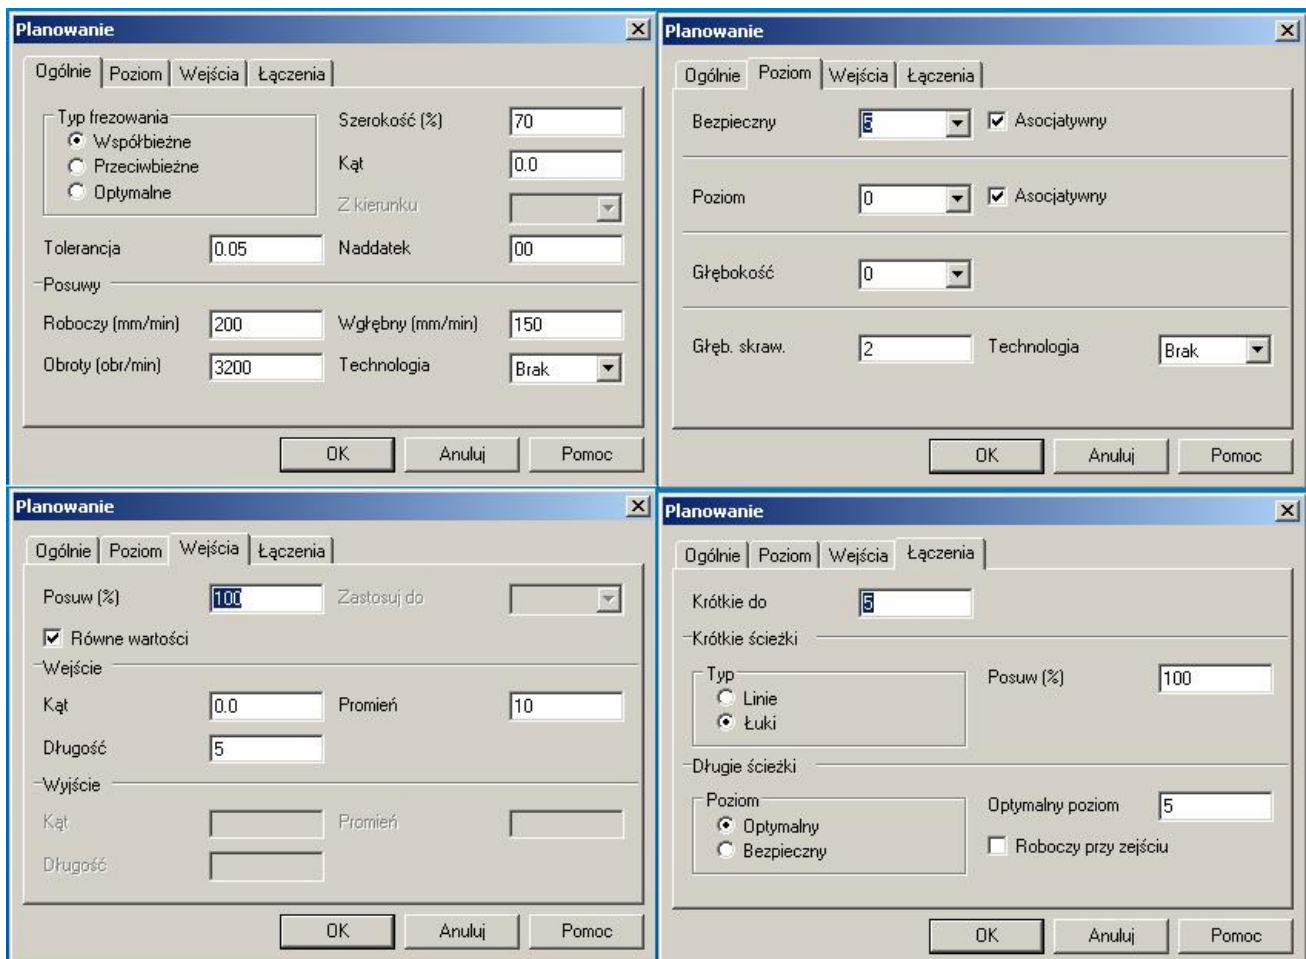 Planowanie
Ogólnie Poziom Wejścia Łączenia
Typ frezowania
Współbieżne
Przeciwbieżne
Optymalne
Szerokość (%) 70
Kąt 0.0
Z kierunku
Tolerancja 0.05 Naddatek 00
Posuwy
Roboczy (mm/min) 200 Wgłębny (mm/min) 150
Obroty (obr/min) 3200 Technologia Brak
OK Anuluj Pomoc
Planowanie
Ogólnie Poziom Wejścia Łączenia
Bezpieczny 5 Asocjatywny
Poziom 0 Asocjatywny
Głębokość 0
Głęb. skraw. 2 Technologia Brak
OK Anuluj Pomoc
Planowanie
Ogólnie Poziom Wejścia Łączenia
Posuw (%) 100 Zastosuj do
Równe wartości
Wejście
Kąt 0.0 Promień 10
Długość 5
Wyjście
Kąt Promień
Długość
OK Anuluj Pomoc
Planowanie
Ogólnie Poziom Wejścia Łączenia
Krótkie do 5
Krótkie ścieżki
Typ
Linie
Łuki
Posuw (%) 100
Długie ścieżki
Poziom
Optymalny
Bezpieczny
Optymalny poziom 5
Roboczy przy zejściu
OK Anuluj Pomoc